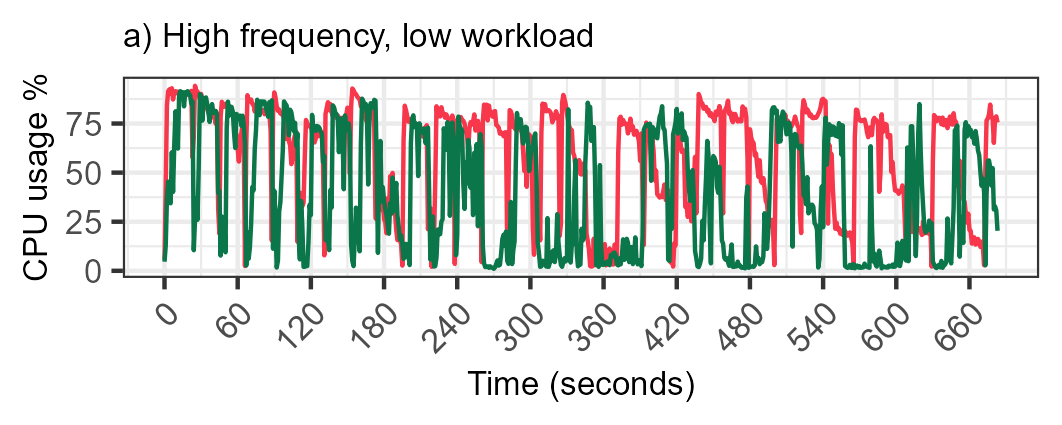 a) High frequency, low workload
CPU usage %
75
50
25
0
0 60 120 180 240 300 360 420 480 540 600 660
Time (seconds)